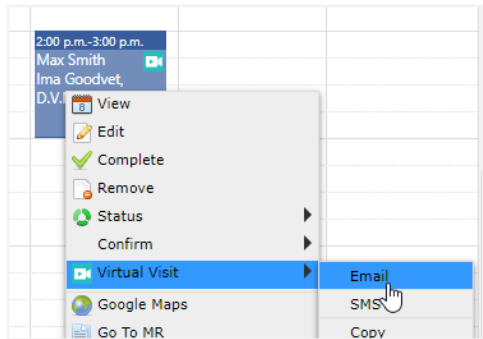 2:00 p.m.-3:00 p.m.
Max Smith
Ima Goodvet,
D.V.
View
8
Edit
Complete
Remove
Status
Confirm
Virtual Visit
Google Maps
Go To MR
Email
SMS
Copy